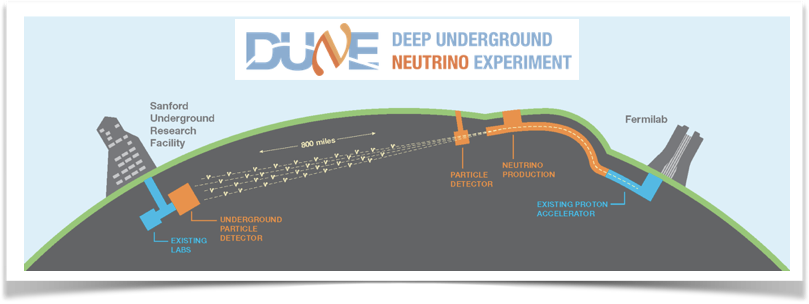 DUNE
DEEP UNDERGROUND
NEUTRINO EXPERIMENT
Sanford
Underground
Research
Facility
Fermilab
800 miles
PARTICLE
DETECTOR
NEUTRINO
PRODUCTION
EXISTING PROTON
ACCELERATOR
UNDERGROUND
PARTICLE
DETECTOR
EXISTING
LABS